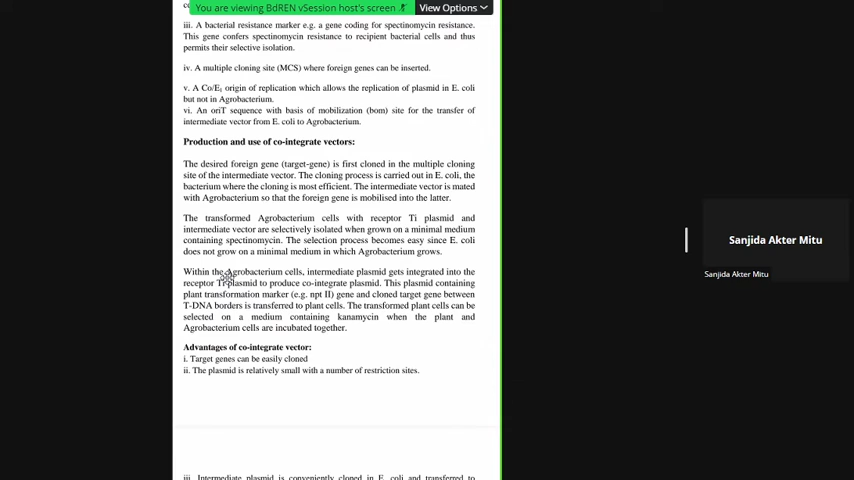 You are viewing BdREN vSession host's screen
View Options
iii. A bacterial resistance marker e.g. a gene coding for spectinomycin resistance.
This gene confers spectinomycin resistance to recipient bacterial cells and thus
permits their selective isolation.
iv. A multiple cloning site (MCS) where foreign genes can be inserted.
v. A Co/E₁ origin of replication which allows the replication of plasmid in E. coli
but not in Agrobacterium.
vi. An oriT sequence with basis of mobilization (bom) site for the transfer of
intermediate vector from E. coli to Agrobacterium.
Production and use of co-integrate vectors:
The desired foreign gene (target-gene) is first cloned in the multiple cloning
site of the intermediate vector. The cloning process is carried out in E. coli, the
bacterium where the cloning is most efficient. The intermediate vector is mated
with Agrobacterium so that the foreign gene is mobilised into the latter.
The transformed Agrobacterium cells with receptor Ti plasmid and
intermediate vector are selectively isolated when grown on a minimal medium
containing spectinomycin. The selection process becomes easy since E. coli
does not grow on a minimal medium in which Agrobacterium grows.
Within the Agrobacterium cells, intermediate plasmid gets integrated into the
receptor Ti plasmid to produce co-integrate plasmid. This plasmid containing
plant transformation marker (e.g. npt II) gene and cloned target gene between
T-DNA borders is transferred to plant cells. The transformed plant cells can be
selected on a medium containing kanamycin when the plant and
Agrobacterium cells are incubated together.
Advantages of co-integrate vector:
i. Target genes can be easily cloned
ii. The plasmid is relatively small with a number of restriction sites.
iii. Intermediate plasmid is conveniently cloned in E. coli and transferred to
Sanjida Akter Mitu
Sanjida Akter Mitu